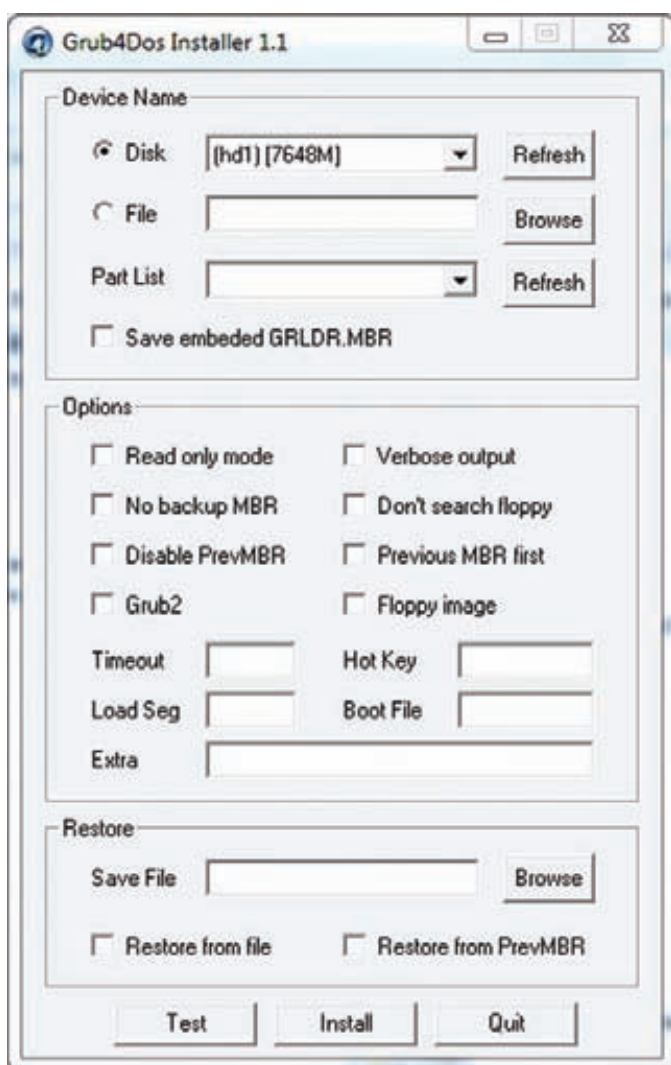 Grub4Dos Installer 1.1
Device Name
Disk (hd1) [7648M] Refresh
File Browse
Part List Refresh
Save embeded GRLDR.MBR
Options
Read only mode Verbose output
No backup MBR Don't search floppy
Disable PrevMBR Previous MBR first
Grub2 Floppy image
Timeout Hot Key
Load Seg Boot File
Extra
Restore
Save File Browse
Restore from file Restore from PrevMBR
Test Install Quit